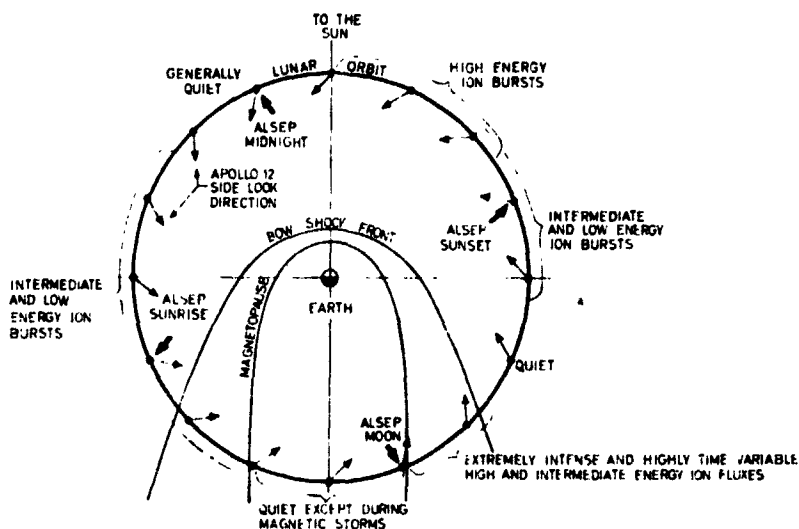 TO THE
SUN
GENERALLY
QUIET
LUNAR ORBIT
HIGH ENERGY
ION BURSTS
ALSEP
MIDNIGHT
APOLLO 12
SIDE LOOK
DIRECTION
BOW SHOCK FRONT
ALSEP
SUNSET
INTERMEDIATE
AND LOW ENERGY
ION BURSTS
INTERMEDIATE
AND LOW
ENERGY ION
BURSTS
ALSEP
SUNRISE
MAGNETOPAUSE
EARTH
QUIET
ALSEP
MOON
EXTREMELY INTENSE AND HIGHLY TIME VARIABLE
HIGH AND INTERMEDIATE ENERGY ION FLUXES
QUIET EXCEPT DURING
MAGNETIC STORMS